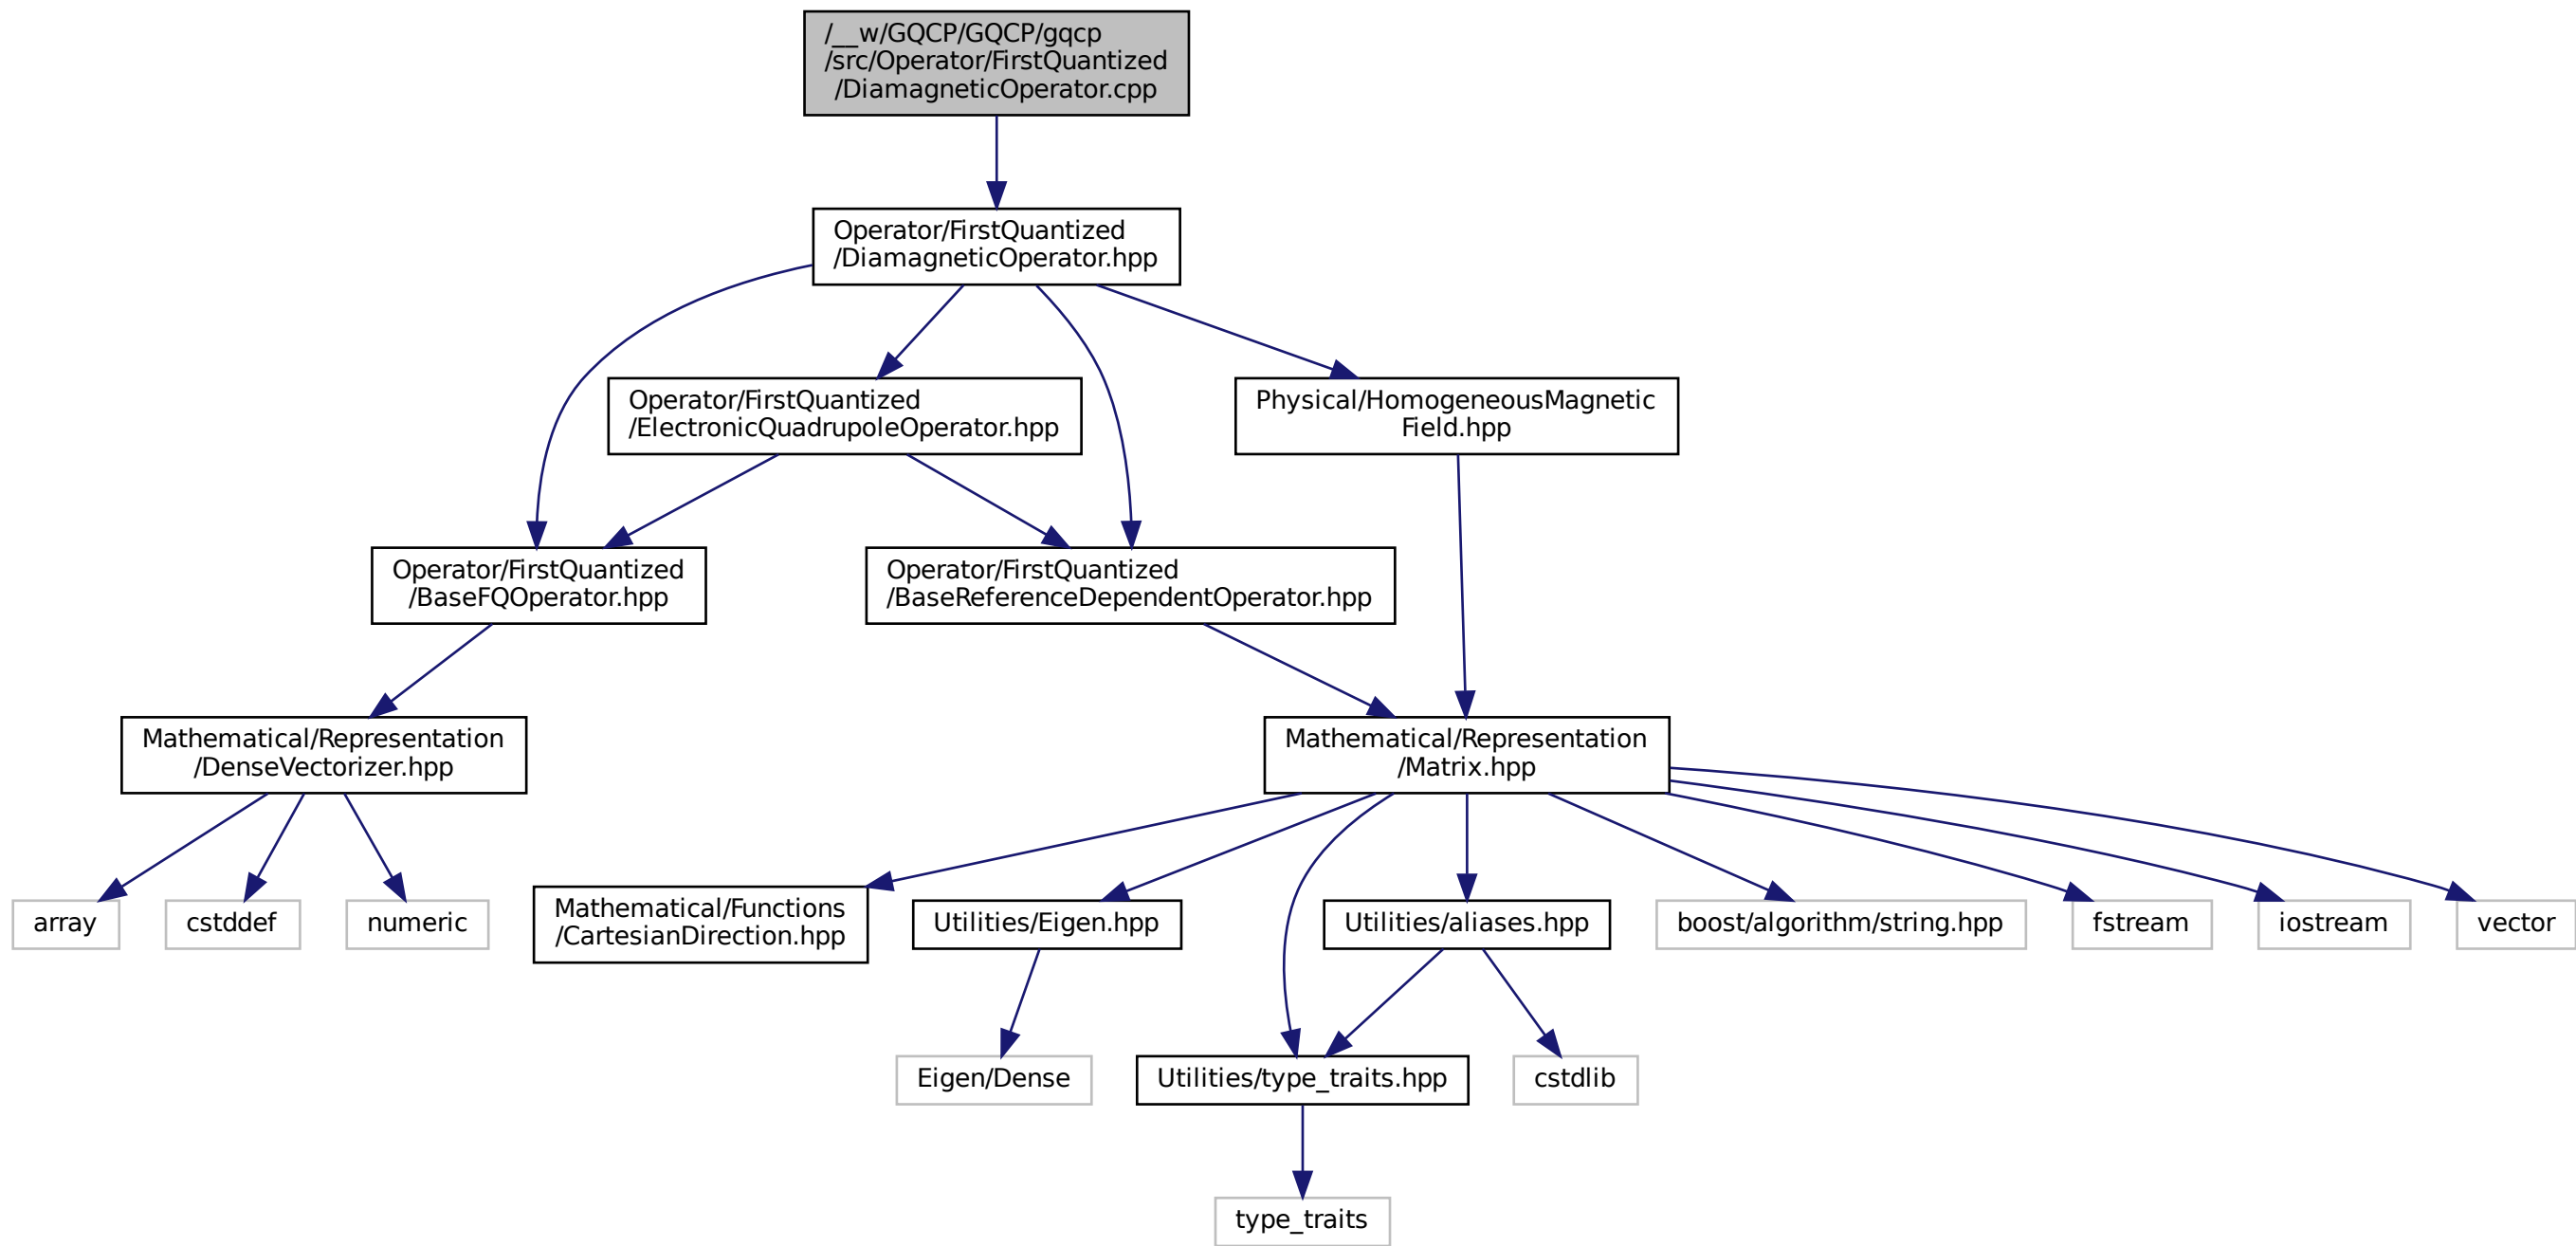 /__w/GQCP/GQCP/gqcp
/src/Operator/FirstQuantized
/DiamagneticOperator.cpp
Operator/FirstQuantized
/DiamagneticOperator.hpp
Operator/FirstQuantized
/ElectronicQuadrupoleOperator.hpp
Physical/HomogeneousMagnetic
Field.hpp
Operator/FirstQuantized
/BaseFQOperator.hpp
Operator/FirstQuantized
/BaseReferenceDependentOperator.hpp
Mathematical/Representation
/DenseVectorizer.hpp
Mathematical/Representation
/Matrix.hpp
array
cstddef
numeric
Mathematical/Functions
/CartesianDirection.hpp
Utilities/Eigen.hpp
Utilities/aliases.hpp
boost/algorithm/string.hpp
fstream
iostream
vector
Eigen/Dense
Utilities/type_traits.hpp
cstdlib
type_traits